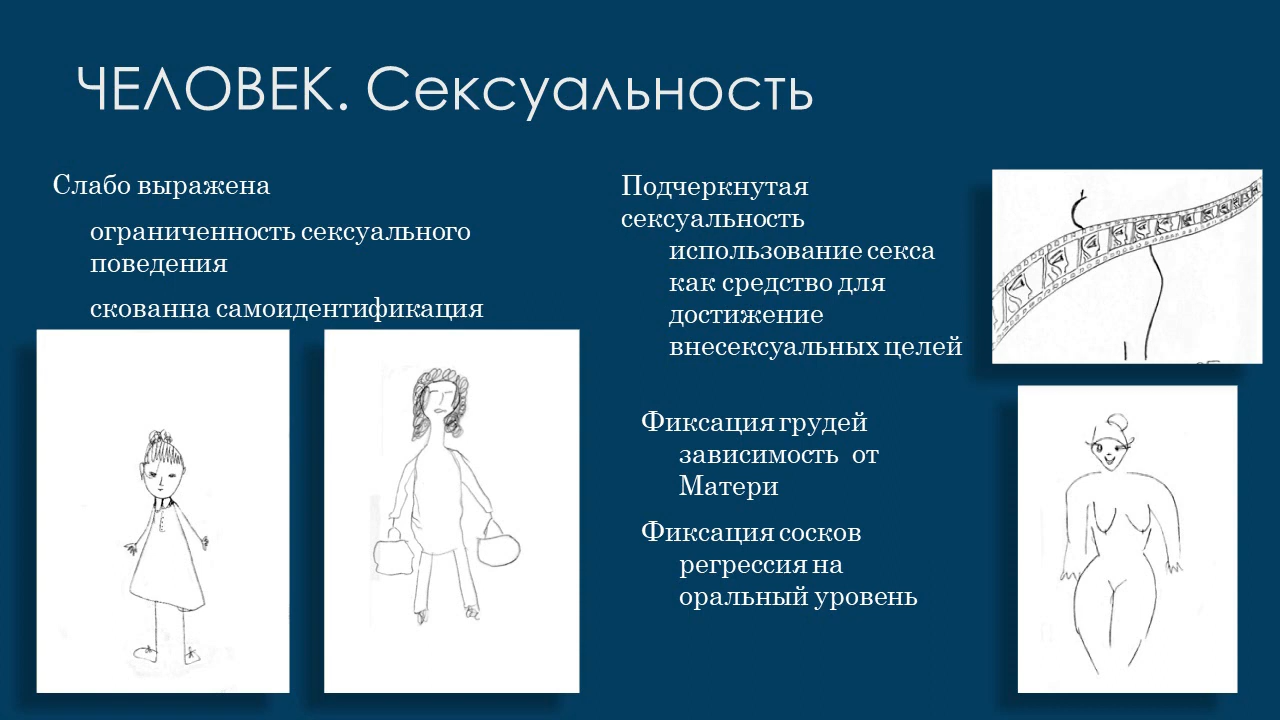 ЧЕЛОВЕК. Сексуальность
Слабо выражена
ограниченность сексуального
поведения
скованна самоидентификация
Подчеркнутая
сексуальность
использование секса
как средство для
достижение
внесексуальных целей
Фиксация грудей
зависимость от
Матери
Фиксация сосков
регрессия на
оральный уровень